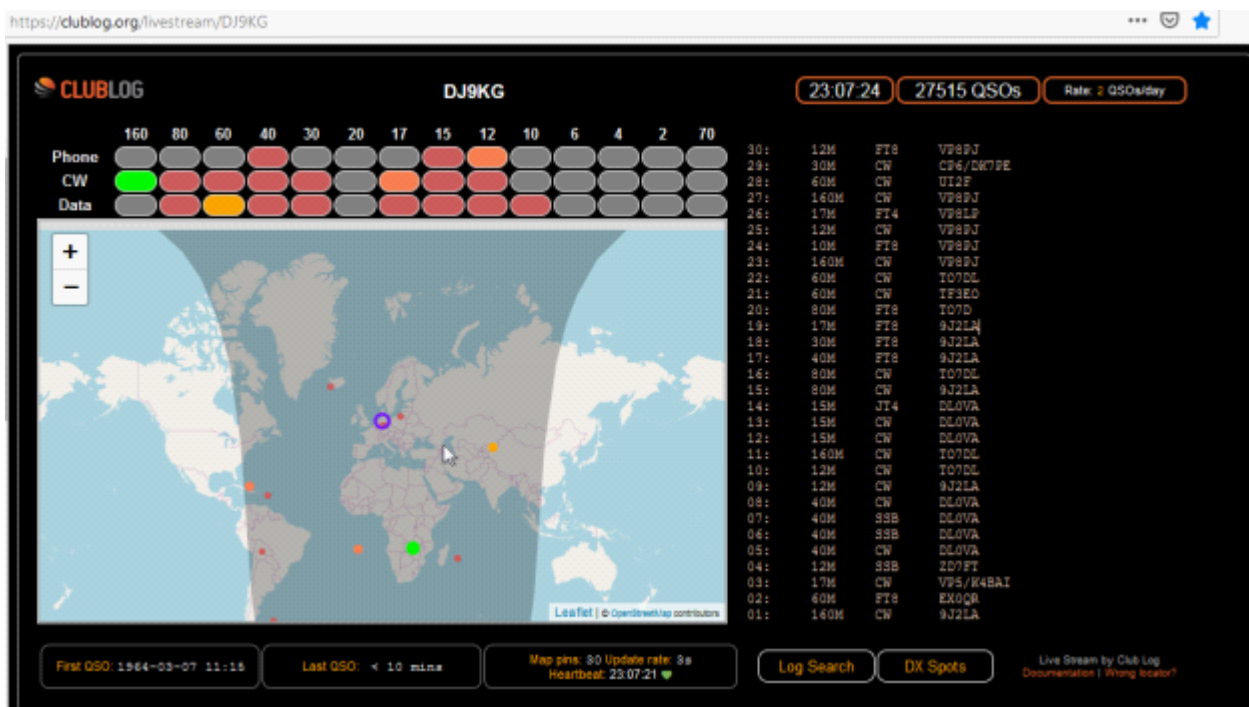 https://clublog.org/livestream/DJ9KG
CLUBLOG
DJ9KG
23:07:24
27515 QSOs
Rate: 2 QSOs/day
160 80 60 40 30 20 17 15 12 10 6 4 2 70
Phone
CW
Data
+
−
30: 12M FT8 VP8PJ
29: 30M CW CP6/DK7PE
28: 60M CW UI2F
27: 160M CW VP8PJ
26: 17M FT4 VP8LP
25: 12M CW VP8PJ
24: 10M FT8 VP8PJ
23: 160M CW VP8PJ
22: 60M CW TO7DL
21: 60M CW TF3EO
20: 80M FT8 TO7D
19: 17M FT8 9J2LA
18: 30M FT8 9J2LA
17: 40M FT8 9J2LA
16: 80M CW TO7DL
15: 80M CW 9J2LA
14: 15M JT4 DL0VA
13: 15M CW DL0VA
12: 15M CW DL0VA
11: 160M CW TO7DL
10: 12M CW TO7DL
09: 12M CW 9J2LA
08: 40M CW DL0VA
07: 40M SSB DL0VA
06: 40M SSB DL0VA
05: 40M CW DL0VA
04: 12M SSB ZD7FT
03: 17M CW VP5/K4BAI
02: 60M FT8 EX0QR
01: 160M CW 9J2LA
Leaflet | © OpenStreetMap contributors
First QSO: 1964-03-07 11:15
Last QSO: < 10 mins
Map pins: 30 Update rate: 3s
Heartbeat: 23:07:21
Log Search
DX Spots
Live Stream by Club Log
Documentation | Wrong locator?